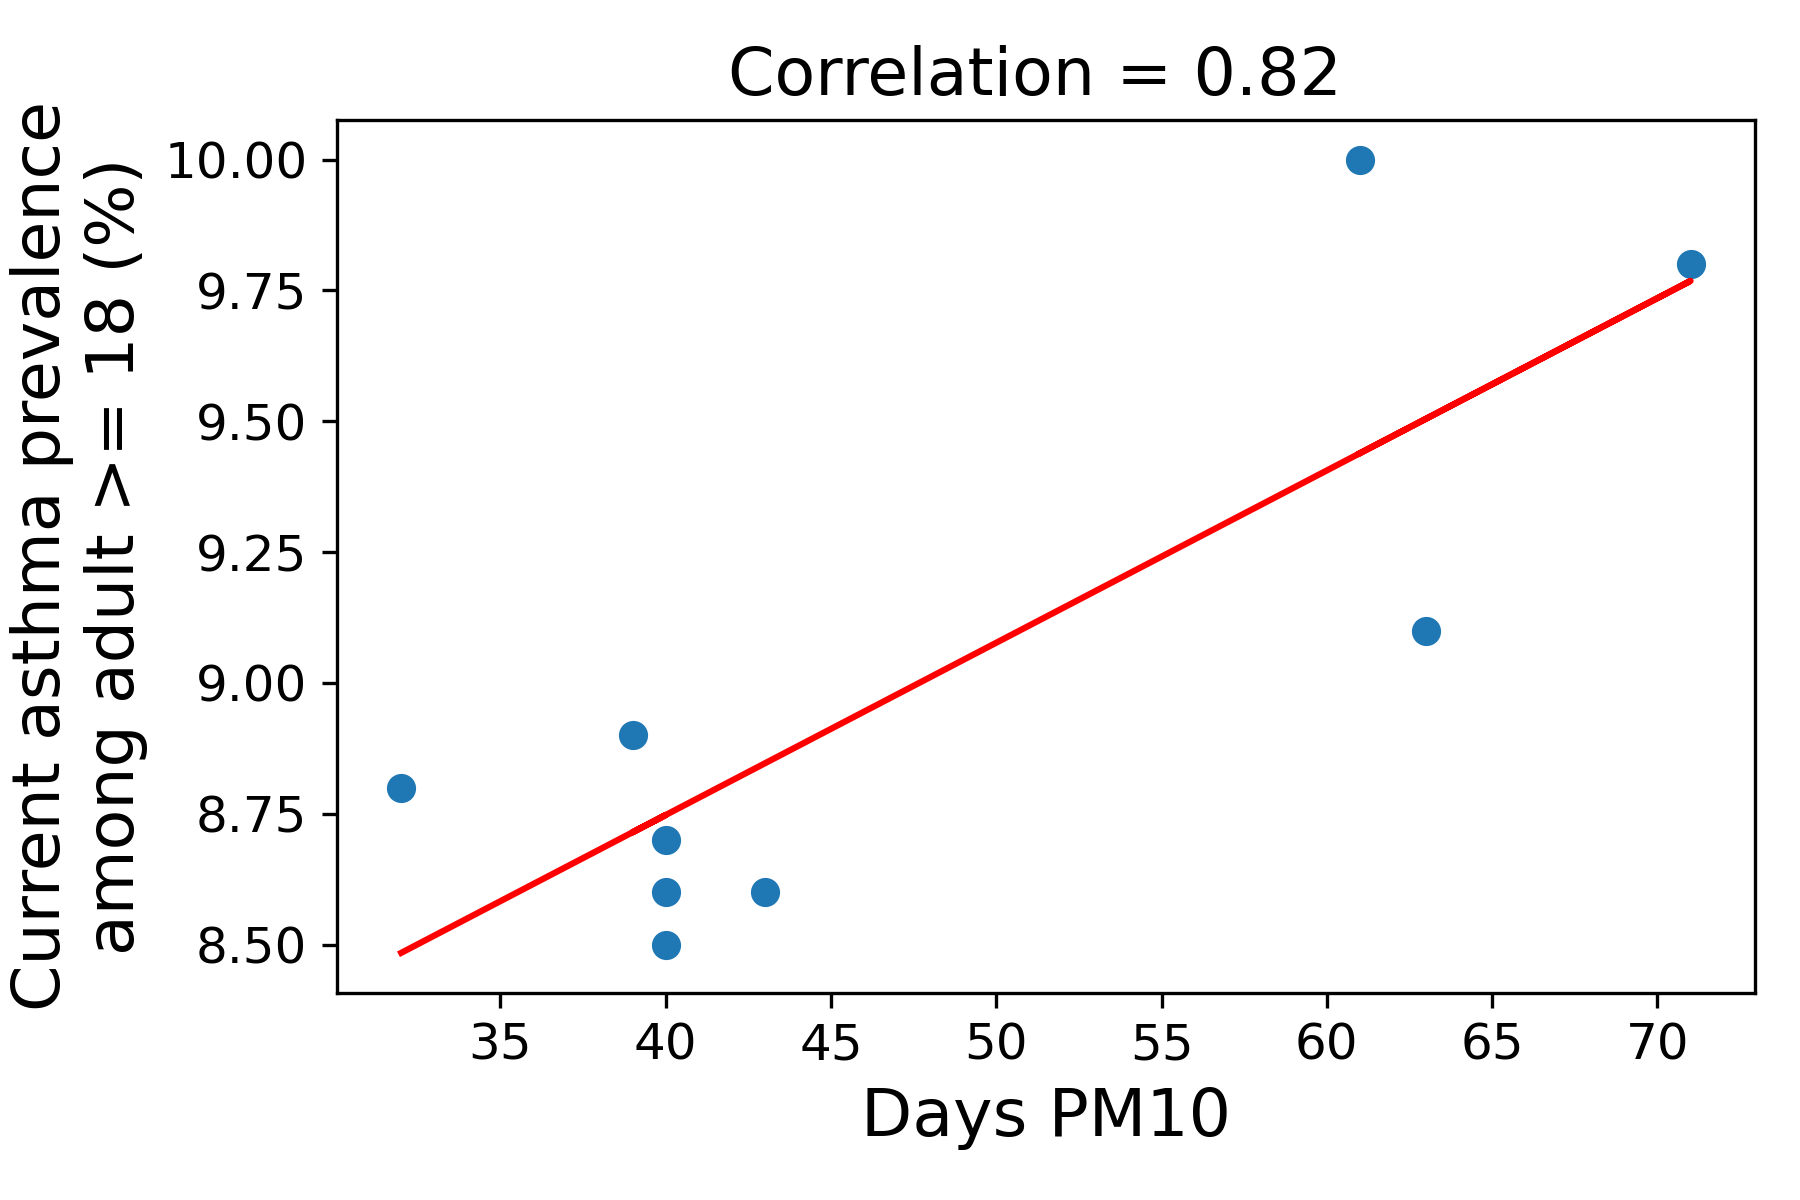 Correlation = 0.82
Current asthma prevalence
among adult >= 18 (%)
10.00
9.75
9.50
9.25
9.00
8.75
8.50
35 40 45 50 55 60 65 70
Days PM10